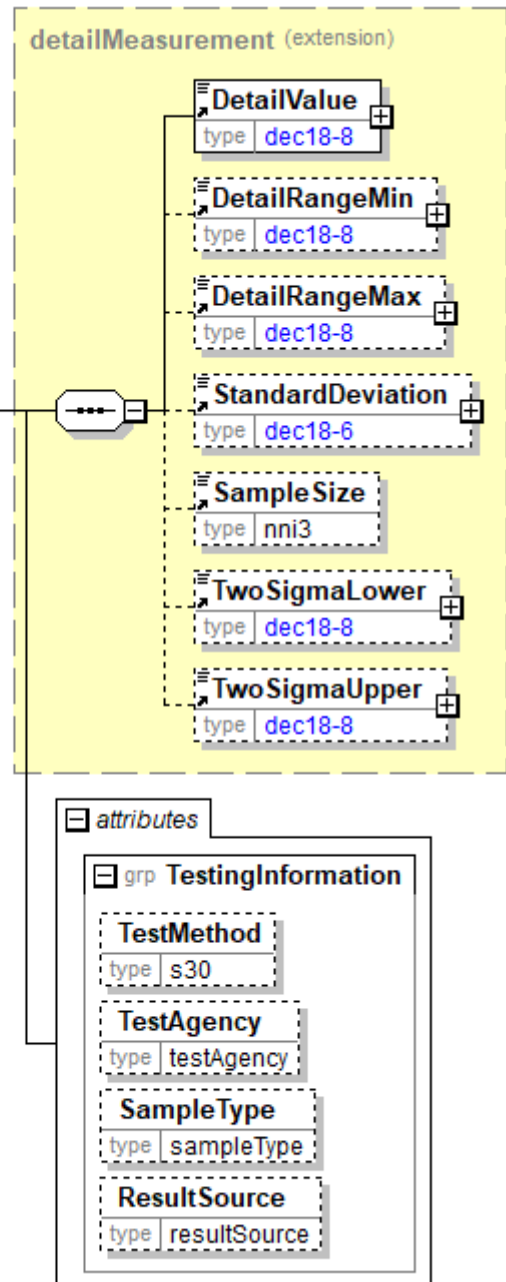 detailMeasurement (extension)
DetailValue
type dec18-8
DetailRangeMin
type dec18-8
DetailRangeMax
type dec18-8
StandardDeviation
type dec18-6
SampleSize
type nni3
TwoSigmaLower
type dec18-8
TwoSigmaUpper
type dec18-8
attributes
grp TestingInformation
TestMethod
type s30
TestAgency
type testAgency
SampleType
type sampleType
ResultSource
type resultSource